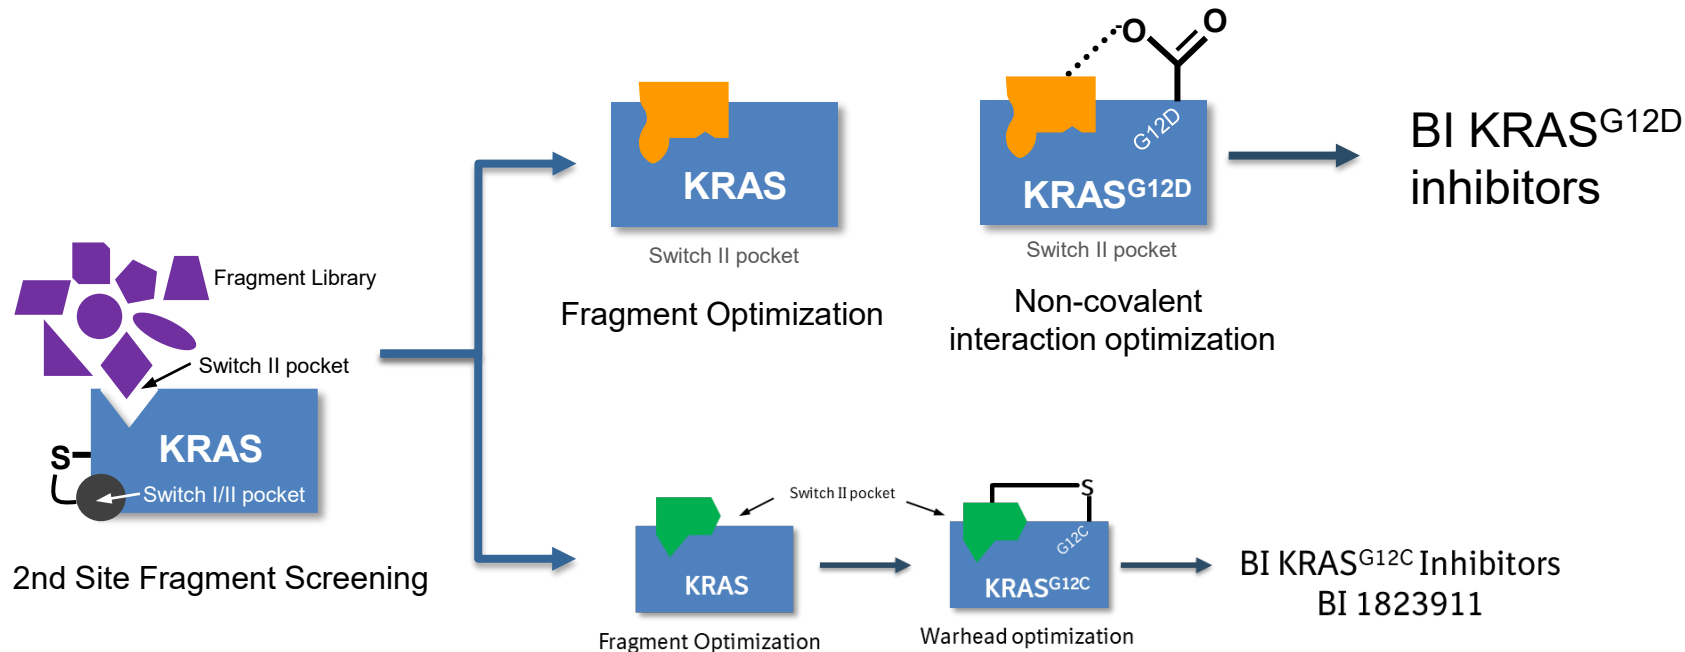 Fragment Library
Switch II pocket
KRAS
S
Switch I/II pocket
2nd Site Fragment Screening
KRAS
Switch II pocket
Fragment Optimization
-O
O
G12D
KRASᴳ¹²ᴰ
Switch II pocket
Non-covalent
interaction optimization
BI KRASᴳ¹²ᴰ
inhibitors
Switch II pocket
KRAS
Fragment Optimization
S
G12C
KRASG12C
Warhead optimization
BI KRASG12C Inhibitors
BI 1823911